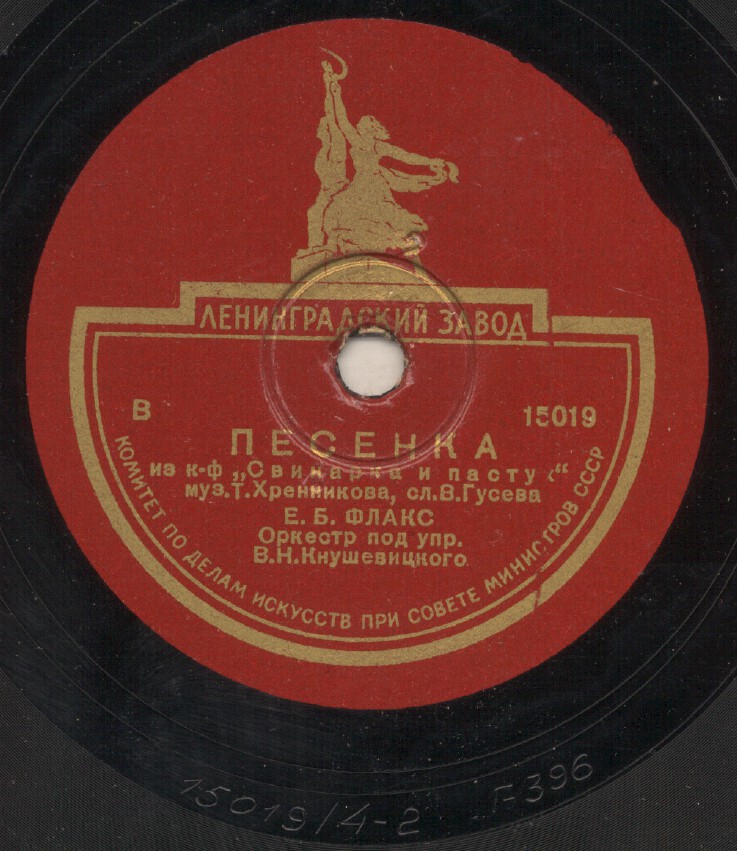 ЛЕНИНГРАДСКИЙ ЗАВОД
В 15019
ПЕСЕНКА
из к-ф „Свинарка и пастух“
муз.Т.Хренникова, сл.В.Гусева
Е. Б. ФЛАКС
Оркестр под упр.
В.Н.Кнушевицкого
КОМИТЕТ ПО ДЕЛАМ ИСКУССТВ ПРИ СОВЕТЕ МИНИСТРОВ СССР
15019/4-2 Г-396